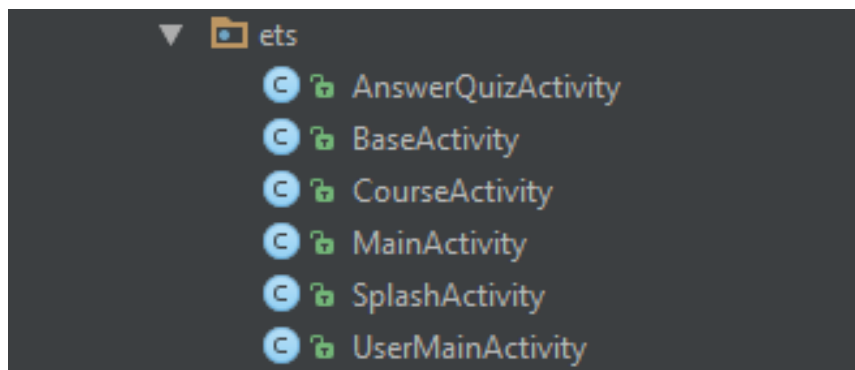 ets
AnswerQuizActivity
BaseActivity
CourseActivity
MainActivity
SplashActivity
UserMainActivity